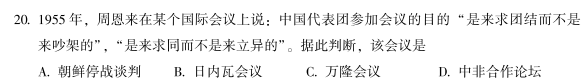 20. 1955 年，周恩来在某个国际会议上说：中国代表团参加会议的目的 “是来求团结而不是
来吵架的”，“是来求同而不是来立异的”。据此判断，该会议是
A. 朝鲜停战谈判 B. 日内瓦会议 C. 万隆会议 D. 中非合作论坛